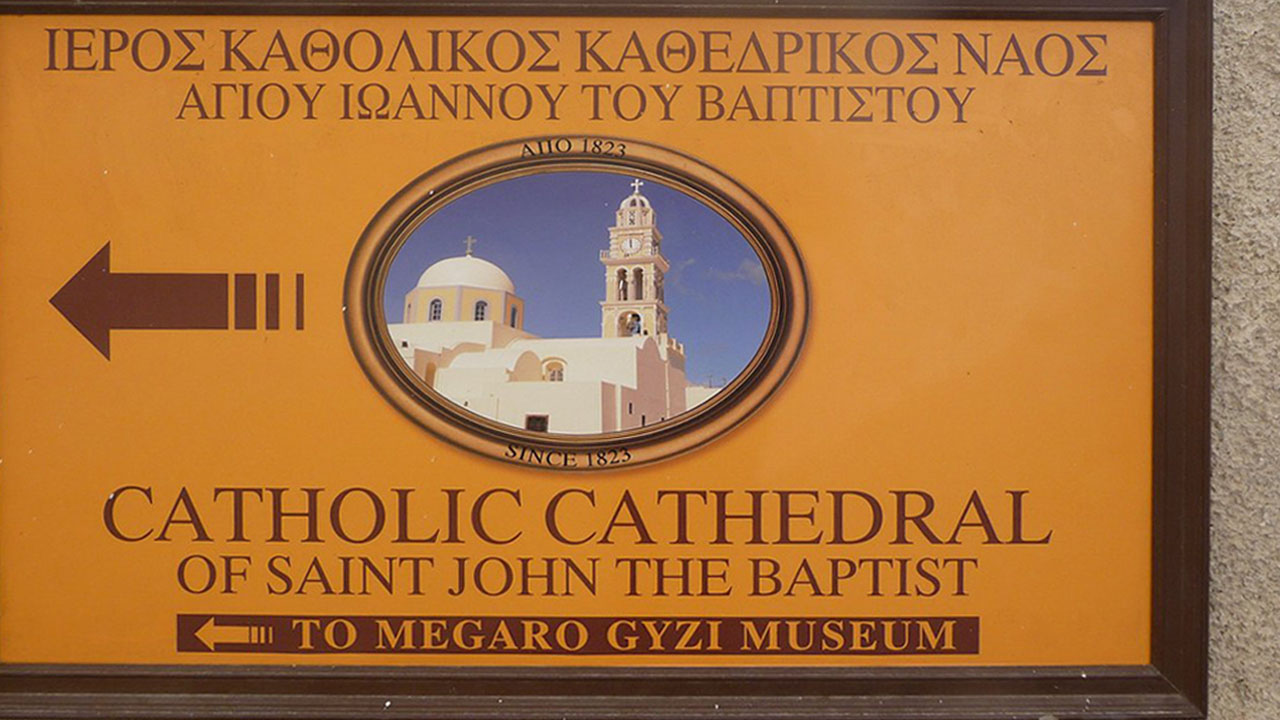 ΙΕΡΟΣ ΚΑΘΟΛΙΚΟΣ ΚΑΘΕΔΡΙΚΟΣ ΝΑΟΣ
ΑΓΙΟΥ ΙΩΑΝΝΟΥ ΤΟΥ ΒΑΠΤΙΣΤΟΥ
ΑΠΟ 1823
SINCE 1823
CATHOLIC CATHEDRAL
OF SAINT JOHN THE BAPTIST
TO MEGARO GYZI MUSEUM